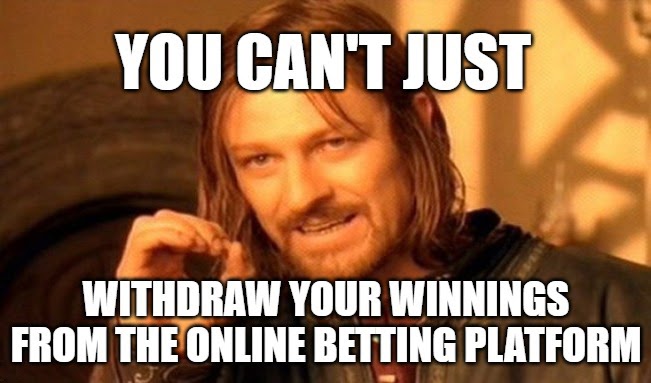 YOU CAN'T JUST
WITHDRAW YOUR WINNINGS
FROM THE ONLINE BETTING PLATFORM